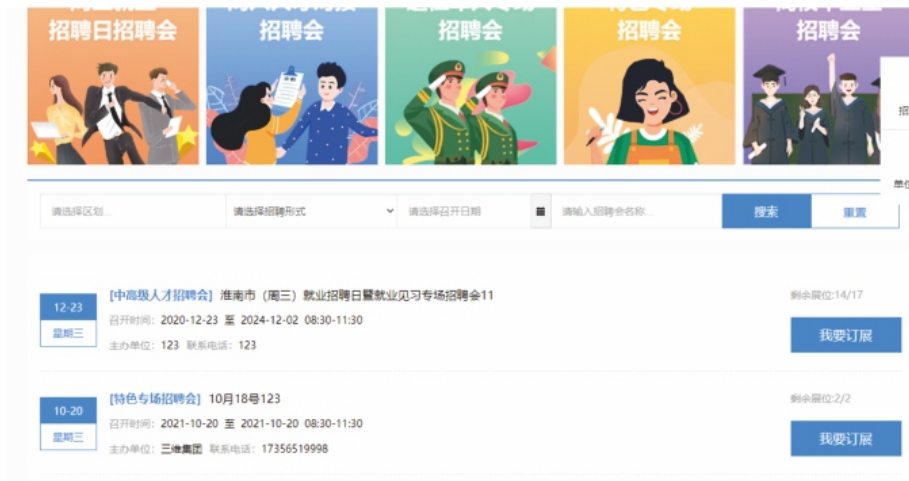 招聘日招聘会
招聘会
招聘会
招聘会
招聘会
招
单位
请选择区划...
请选择招聘形式
请选择召开日期
请输入招聘会名称...
搜索
重置
12-23
星期三
[中高级人才招聘会] 淮南市（周三）就业招聘日暨就业见习专场招聘会11
召开时间：2020-12-23 至 2024-12-02 08:30-11:30
主办单位：123 联系电话：123
剩余展位:14/17
我要订展
10-20
星期三
[特色专场招聘会] 10月18号123
召开时间：2021-10-20 至 2021-10-20 08:30-11:30
主办单位：三维集团 联系电话：17356519998
剩余展位:2/2
我要订展